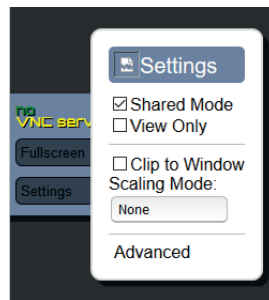 no
VNC serv
Fullscreen
Settings
Settings
Shared Mode
View Only
Clip to Window
Scaling Mode:
None
Advanced